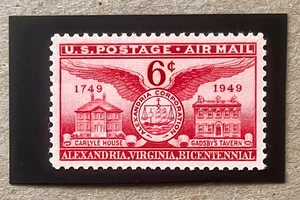 U.S. POSTAGE · AIR MAIL
6¢
1749
1949
ALEXANDRIA CORPORATION
CARLYLE HOUSE
GADSBY'S TAVERN
ALEXANDRIA, VIRGINIA, BICENTENNIAL